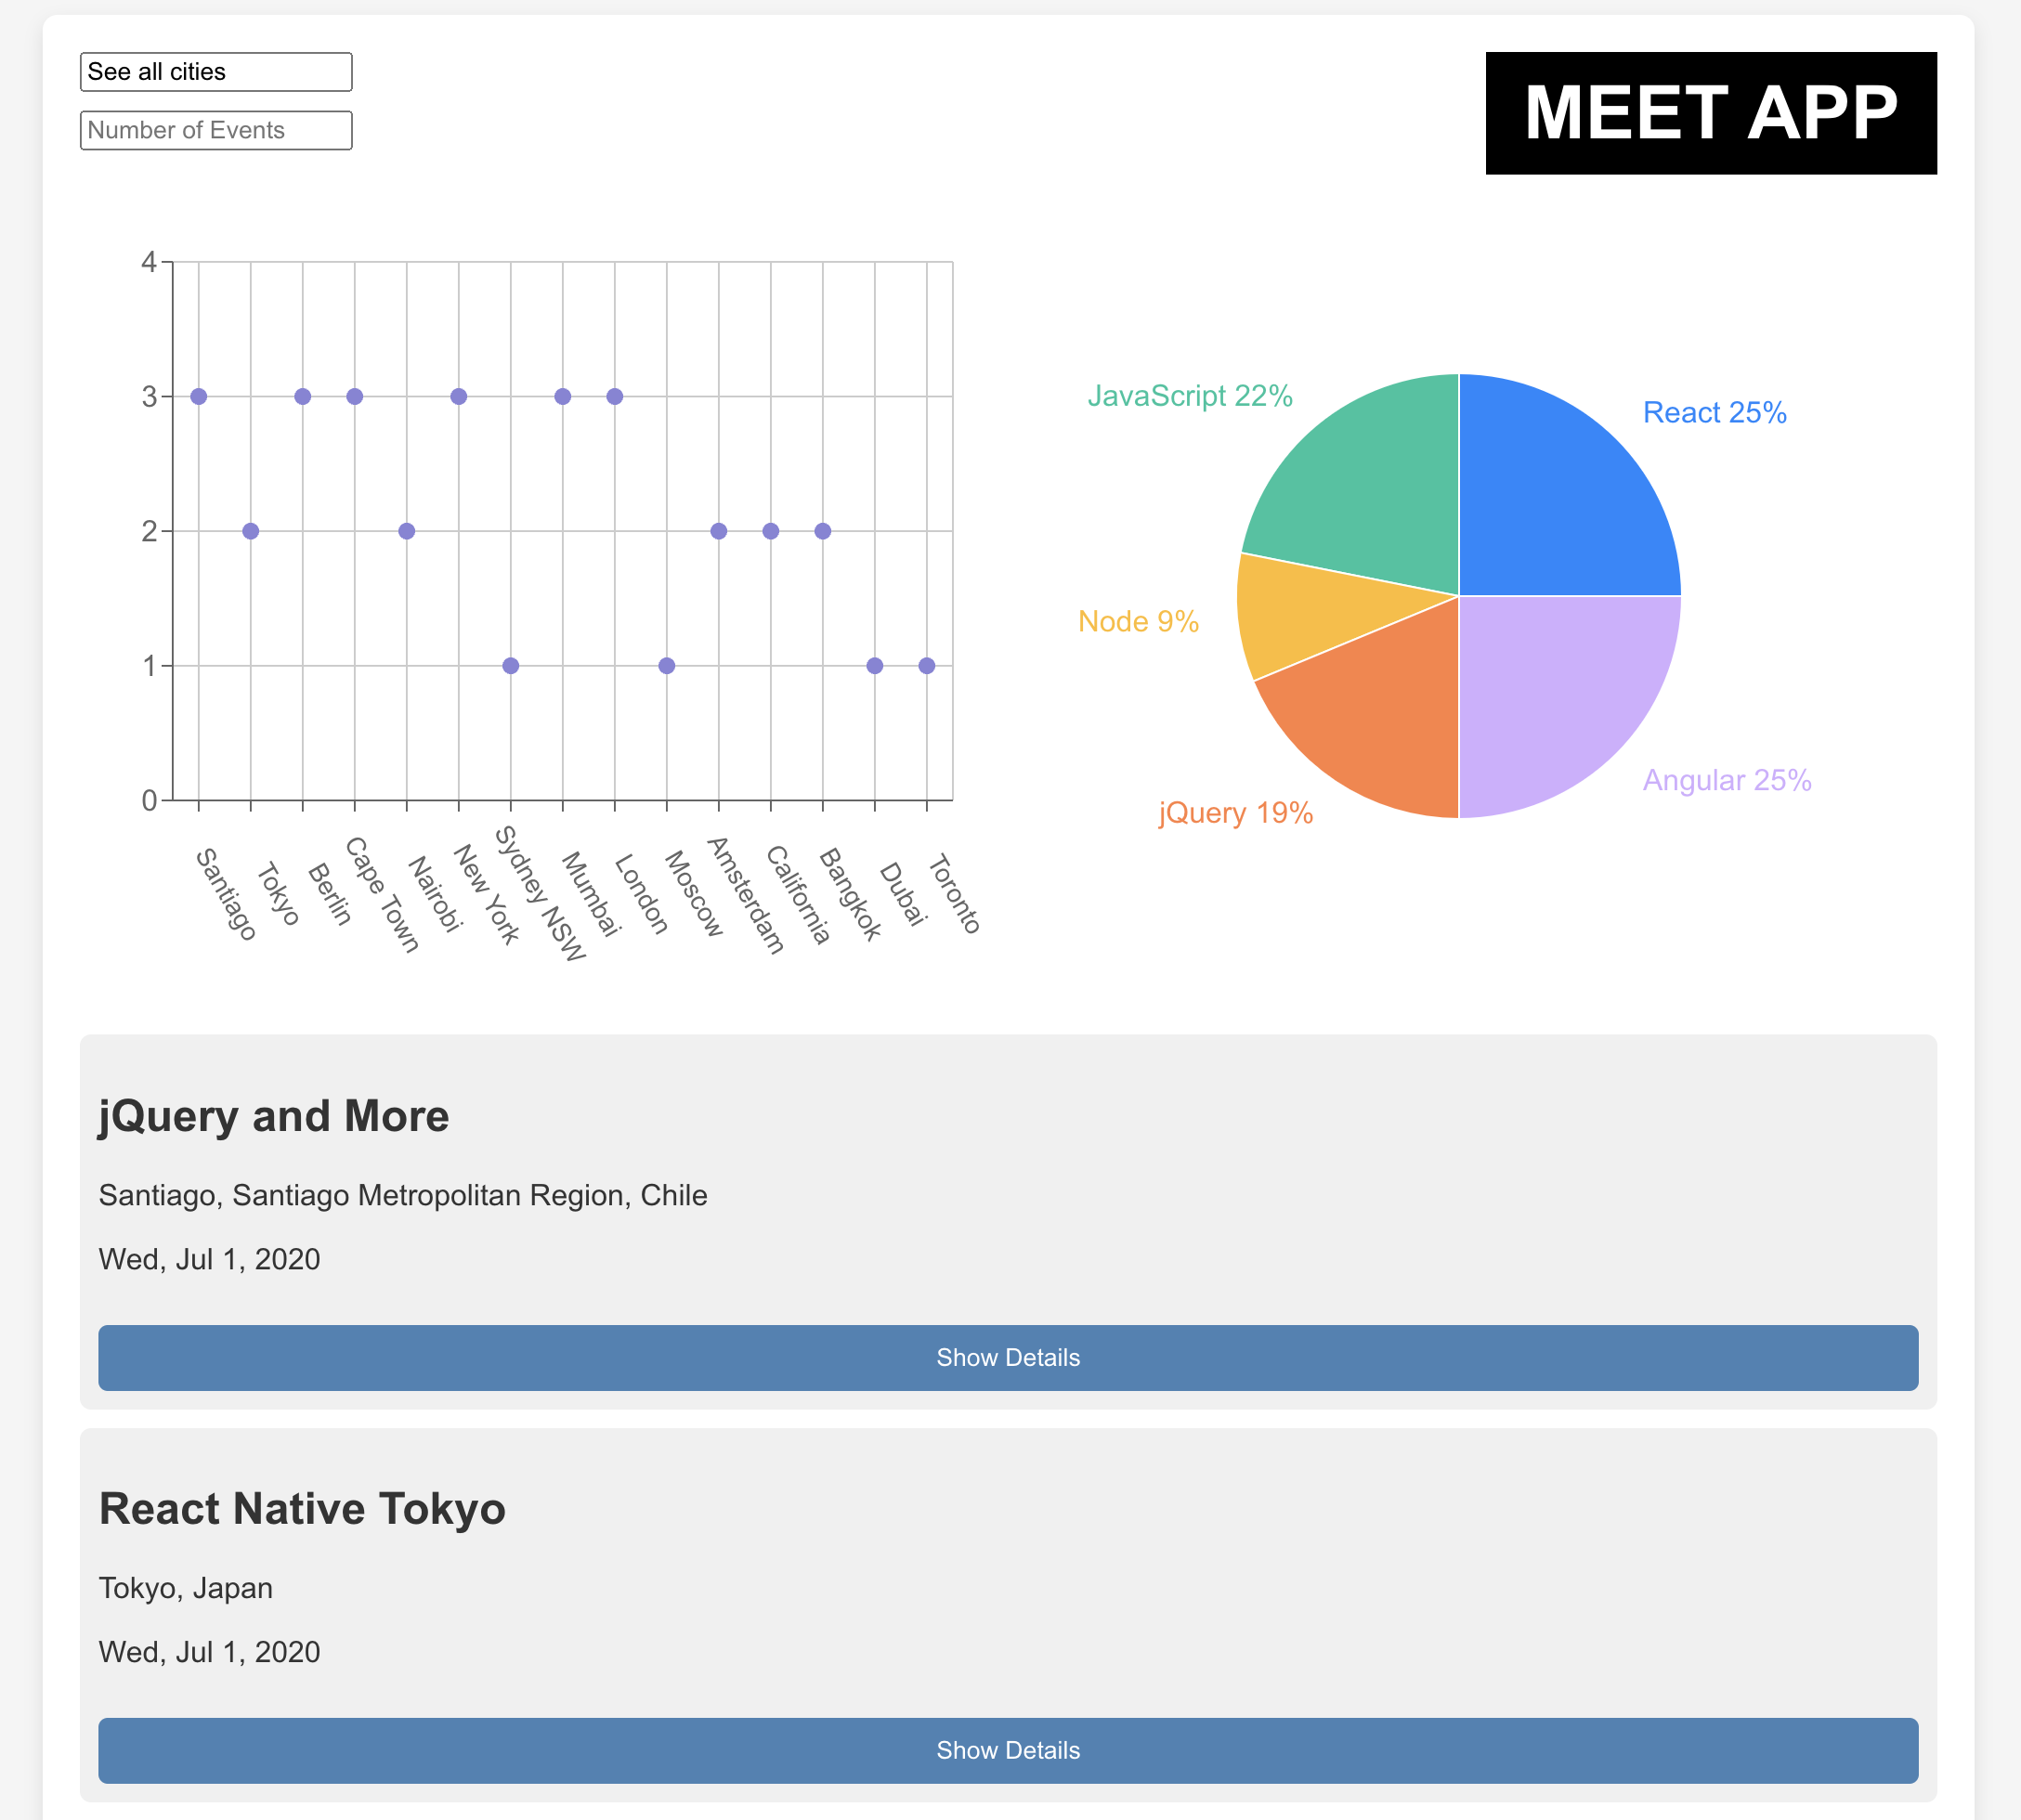 See all cities
Number of Events
MEET APP
4
3
2
1
0
Santiago
Tokyo
Berlin
Cape Town
Nairobi
New York
Sydney NSW
Mumbai
London
Moscow
Amsterdam
California
Bangkok
Dubai
Toronto
JavaScript 22%
React 25%
Node 9%
Angular 25%
jQuery 19%
jQuery and More
Santiago, Santiago Metropolitan Region, Chile
Wed, Jul 1, 2020
Show Details
React Native Tokyo
Tokyo, Japan
Wed, Jul 1, 2020
Show Details